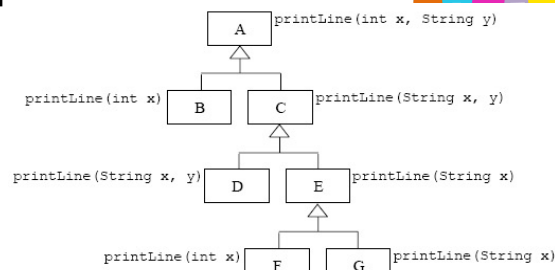 A printLine(int x, String y)
printLine(int x) B C printLine(String x, y)
printLine(String x, y) D E printLine(String x)
printLine(int x) F G printLine(String x)